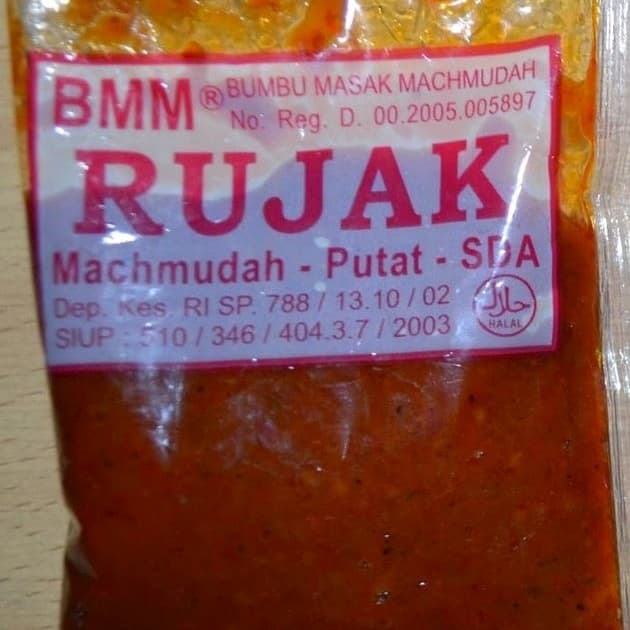 BMM® BUMBU MASAK MACHMUDAH
No. Reg. D. 00.2005.005897
RUJAK
Machmudah - Putat - SDA
Dep. Kes. RI SP. 788 / 13.10 / 02
SIUP : 510 / 346 / 404.3.7 / 2003
حلال
HALAL